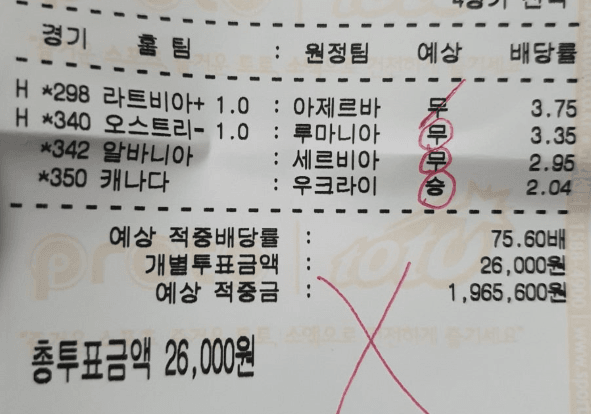 경기 홈 팀 : 원정팀 예상 배당률
H *298 라트비아+ 1.0 : 아제르바 무 3.75
H *340 오스트리- 1.0 : 루마니아 무 3.35
*342 알바니아 : 세르비아 무 2.95
*350 캐나다 : 우크라이 승 2.04
예상 적중배당률 : 75.60배
개별투표금액 : 26,000원
예상 적중금 : 1,965,600원
총투표금액 26,000원